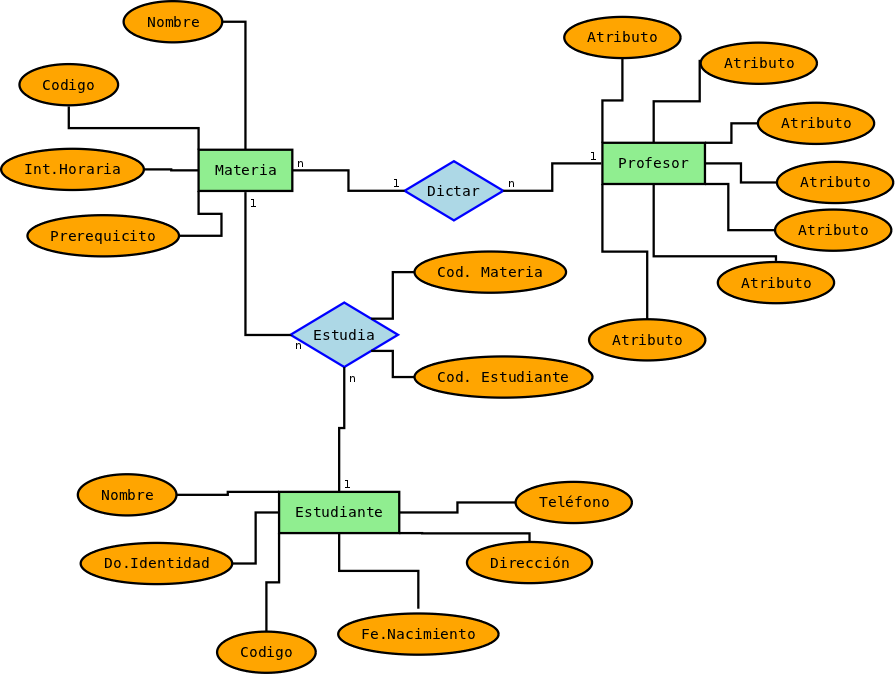 Nombre
Atributo
Atributo
Codigo
Atributo
n
1
Profesor
Int.Horaria
Materia
1
n
Dictar
Atributo
1
Prerequicito
Atributo
Cod. Materia
Atributo
Estudia
n
Atributo
n
Cod. Estudiante
1
Nombre
Teléfono
Estudiante
Do.Identidad
Dirección
Fe.Nacimiento
Codigo